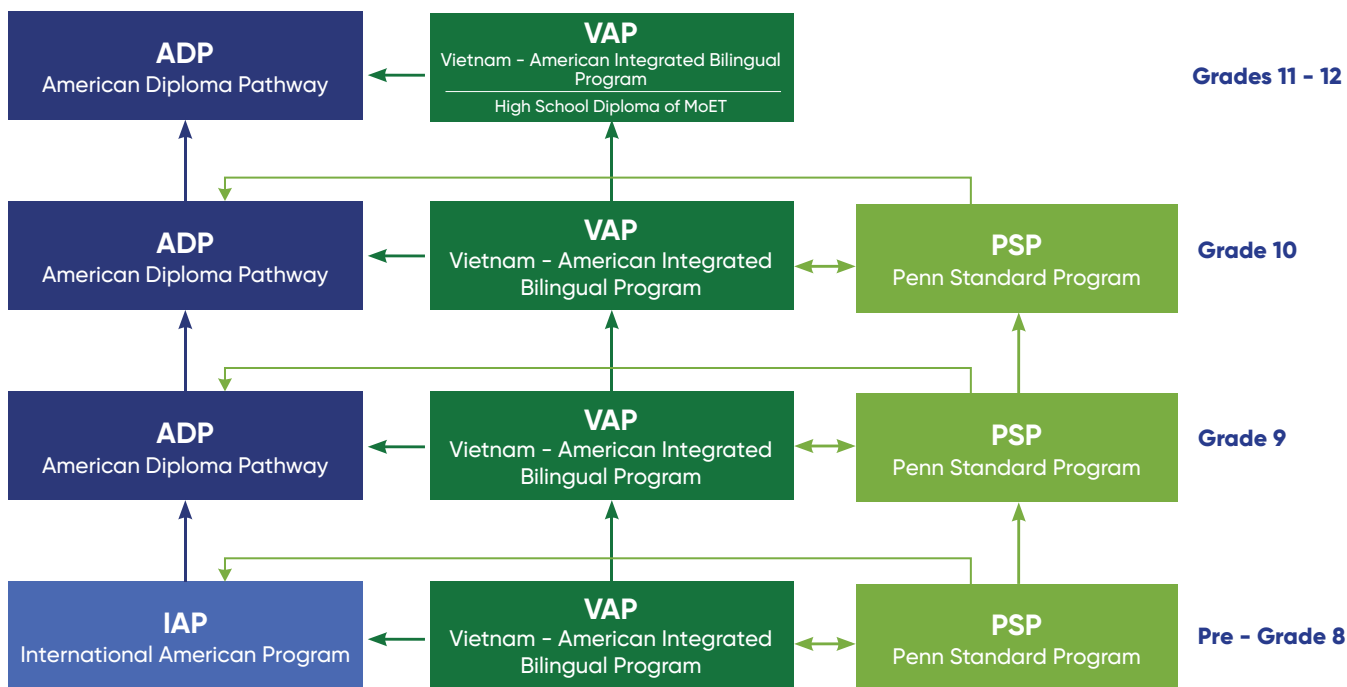 ADP
American Diploma Pathway
VAP
Vietnam - American Integrated Bilingual
Program
High School Diploma of MoET
Grades 11 - 12
ADP
American Diploma Pathway
VAP
Vietnam - American Integrated
Bilingual Program
PSP
Penn Standard Program
Grade 10
ADP
American Diploma Pathway
VAP
Vietnam - American Integrated
Bilingual Program
PSP
Penn Standard Program
Grade 9
IAP
International American Program
VAP
Vietnam - American Integrated
Bilingual Program
PSP
Penn Standard Program
Pre - Grade 8